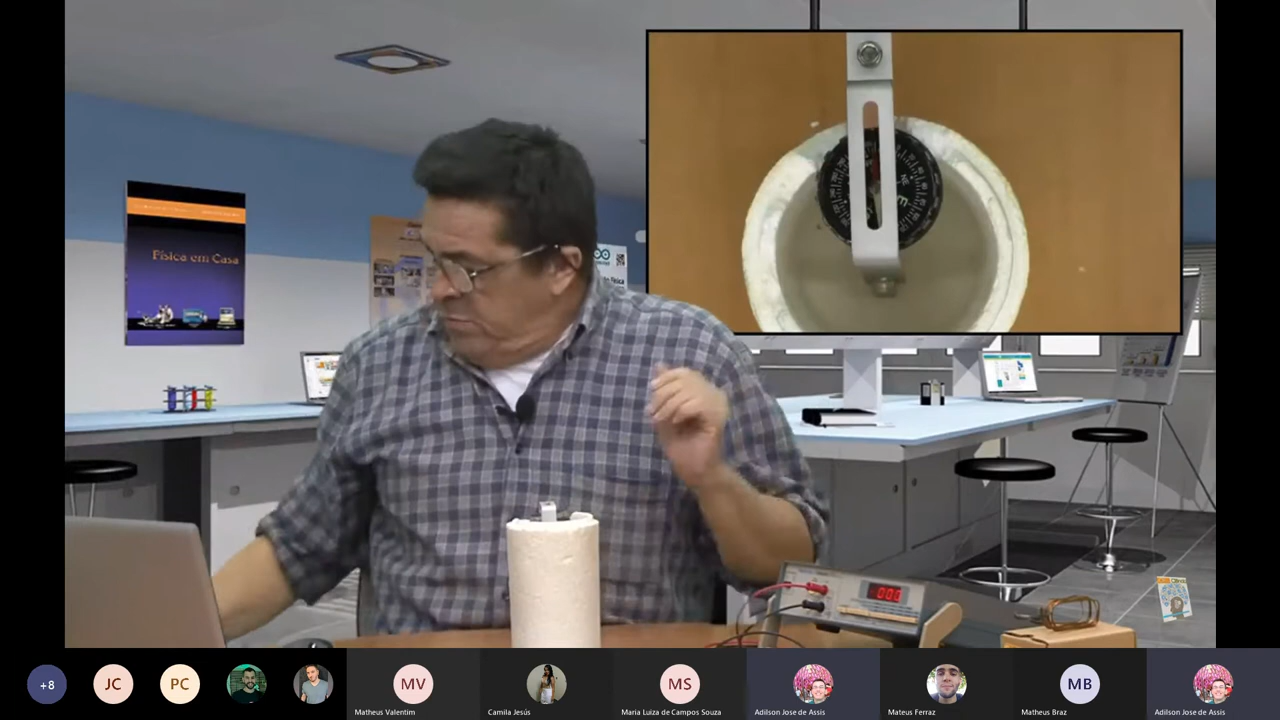 Física em Casa
NE
E
000
+8
JC
PC
MV
Matheus Valentim
Camila Jesús
MS
Maria Luiza de Campos Souza
Adilson Jose de Assis
Mateus Ferraz
MB
Matheus Braz
Adilson Jose de Assis